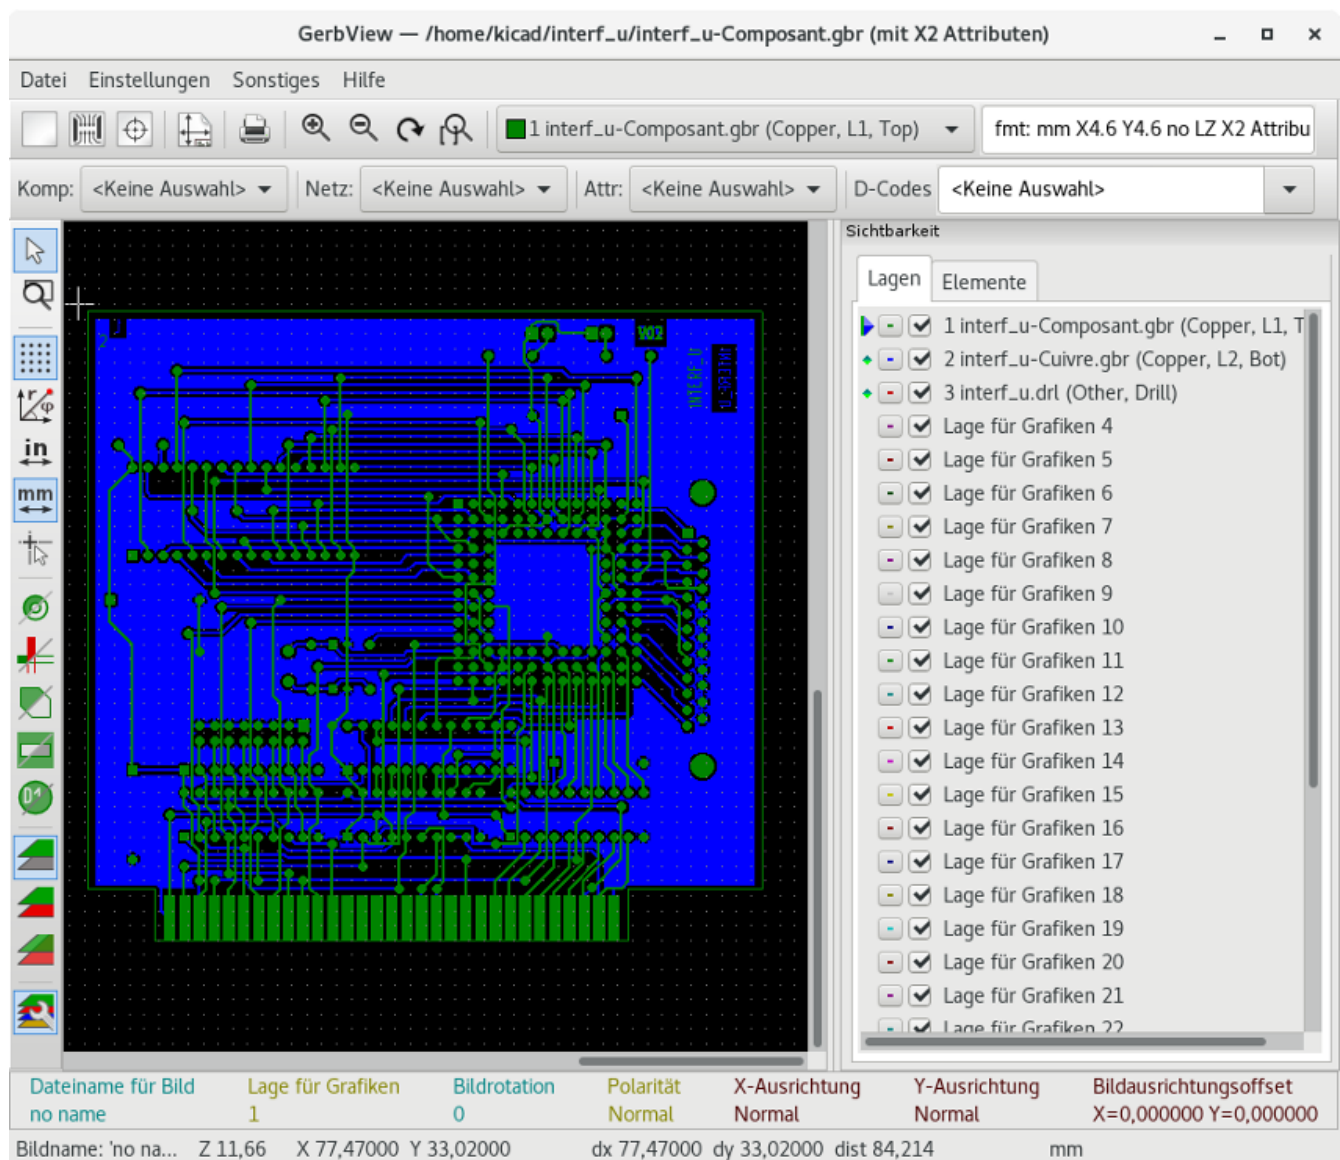 GerbView — /home/kicad/interf_u/interf_u-Composant.gbr (mit X2 Attributen)
Datei Einstellungen Sonstiges Hilfe
1 interf_u-Composant.gbr (Copper, L1, Top) fmt: mm X4.6 Y4.6 no LZ X2 Attribu
Komp: <Keine Auswahl> Netz: <Keine Auswahl> Attr: <Keine Auswahl> D-Codes <Keine Auswahl>
Sichtbarkeit
Lagen Elemente
1 interf_u-Composant.gbr (Copper, L1, T
2 interf_u-Cuivre.gbr (Copper, L2, Bot)
3 interf_u.drl (Other, Drill)
Lage für Grafiken 4
Lage für Grafiken 5
Lage für Grafiken 6
Lage für Grafiken 7
Lage für Grafiken 8
Lage für Grafiken 9
Lage für Grafiken 10
Lage für Grafiken 11
Lage für Grafiken 12
Lage für Grafiken 13
Lage für Grafiken 14
Lage für Grafiken 15
Lage für Grafiken 16
Lage für Grafiken 17
Lage für Grafiken 18
Lage für Grafiken 19
Lage für Grafiken 20
Lage für Grafiken 21
Lage für Grafiken 22
in
mm
INTERF_U
2
Dateiname für Bild Lage für Grafiken Bildrotation Polarität X-Ausrichtung Y-Ausrichtung Bildausrichtungsoffset
no name 1 0 Normal Normal Normal X=0,000000 Y=0,000000
Bildname: 'no na... Z 11,66 X 77,47000 Y 33,02000 dx 77,47000 dy 33,02000 dist 84,214 mm